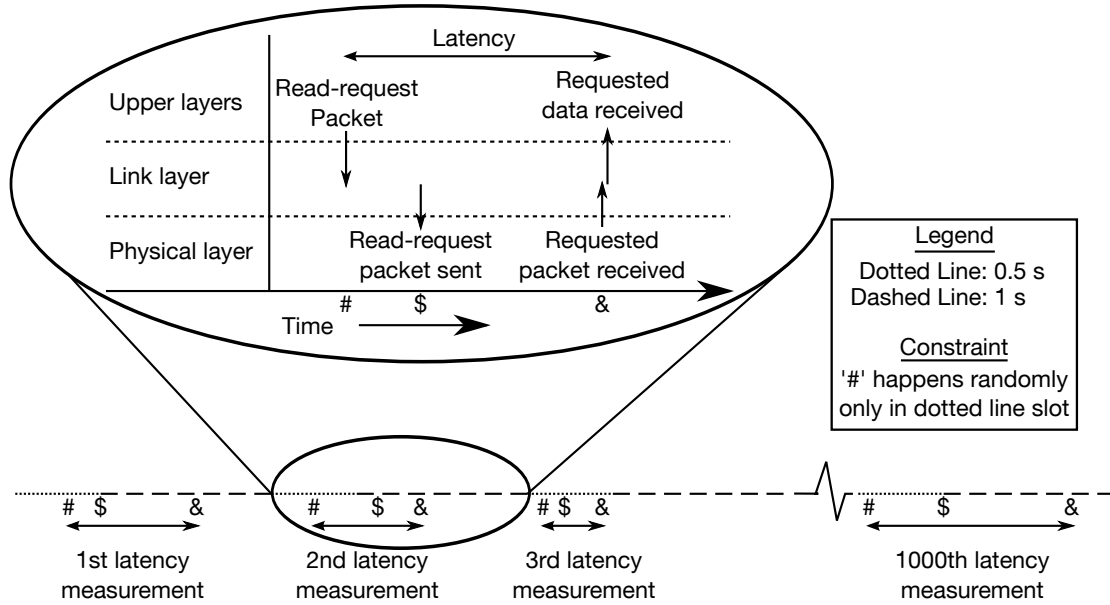 Latency
Read-request
Packet
Requested
data received
Upper layers
Link layer
Physical layer
Read-request
packet sent
Requested
packet received
# $ &
Time
Legend
Dotted Line: 0.5 s
Dashed Line: 1 s
Constraint
'#' happens randomly
only in dotted line slot
# $ &
1st latency
measurement
# $ &
2nd latency
measurement
# $ &
3rd latency
measurement
# $ &
1000th latency
measurement